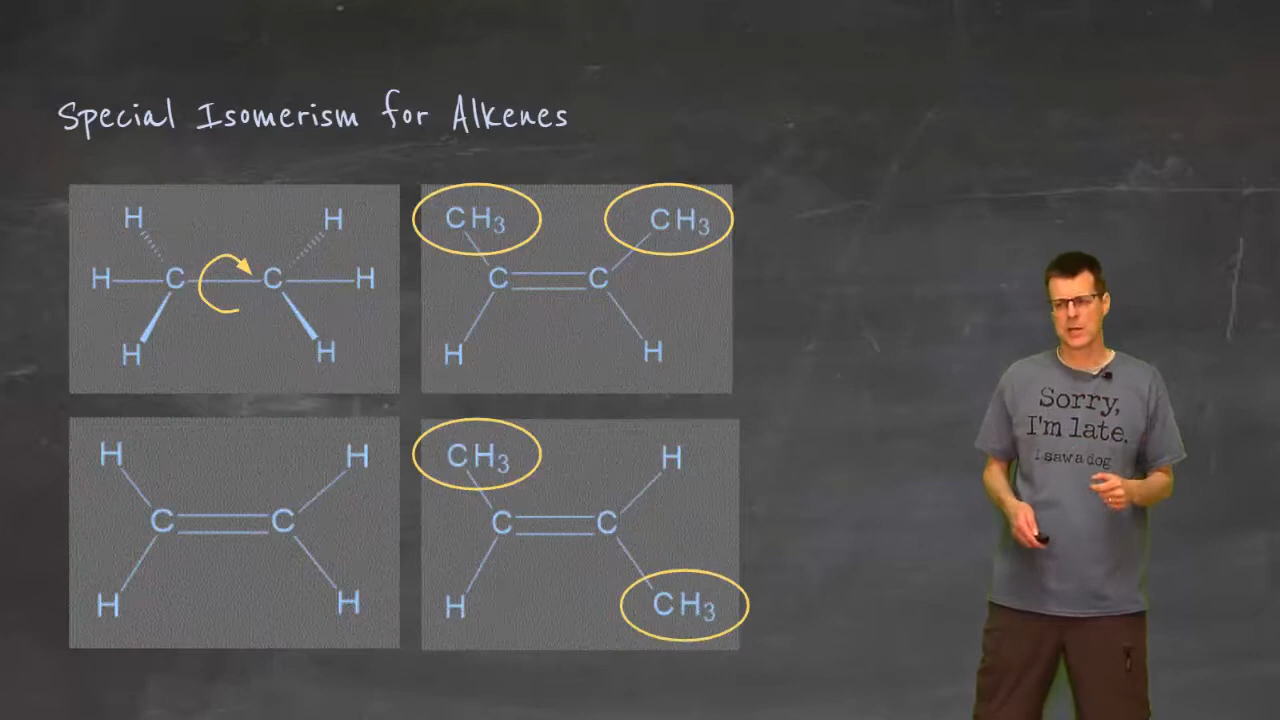 Special Isomerism for Alkenes
H H
H C C H
H H
CH₃ CH₃
C C
H H
H H
C C
H H
CH₃ H
C C
H CH₃
Sorry,
I'm late.
I saw a dog